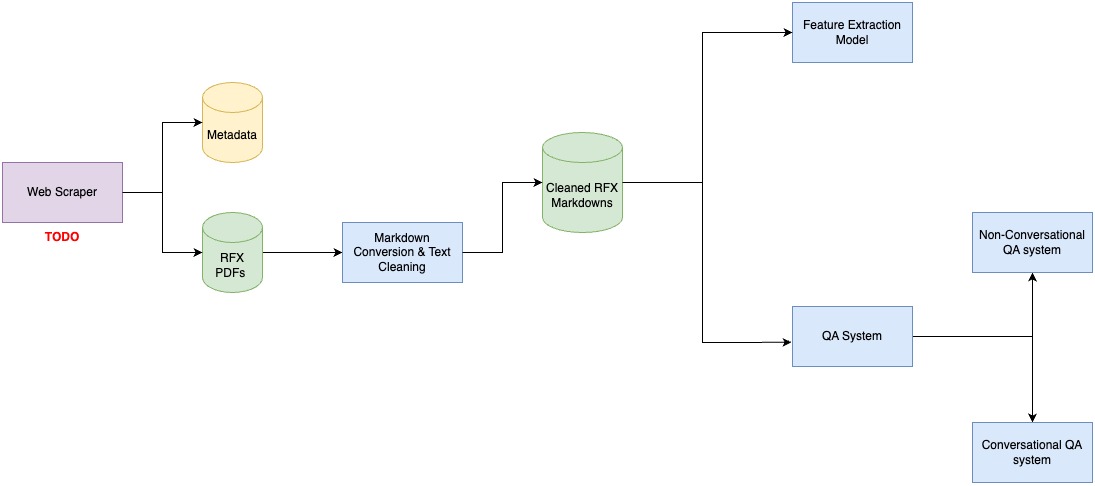 Feature Extraction
Model
Metadata
Web Scraper
TODO
RFX
PDFs
Markdown
Conversion & Text
Cleaning
Cleaned RFX
Markdowns
Non-Conversational
QA system
QA System
Conversational QA
system